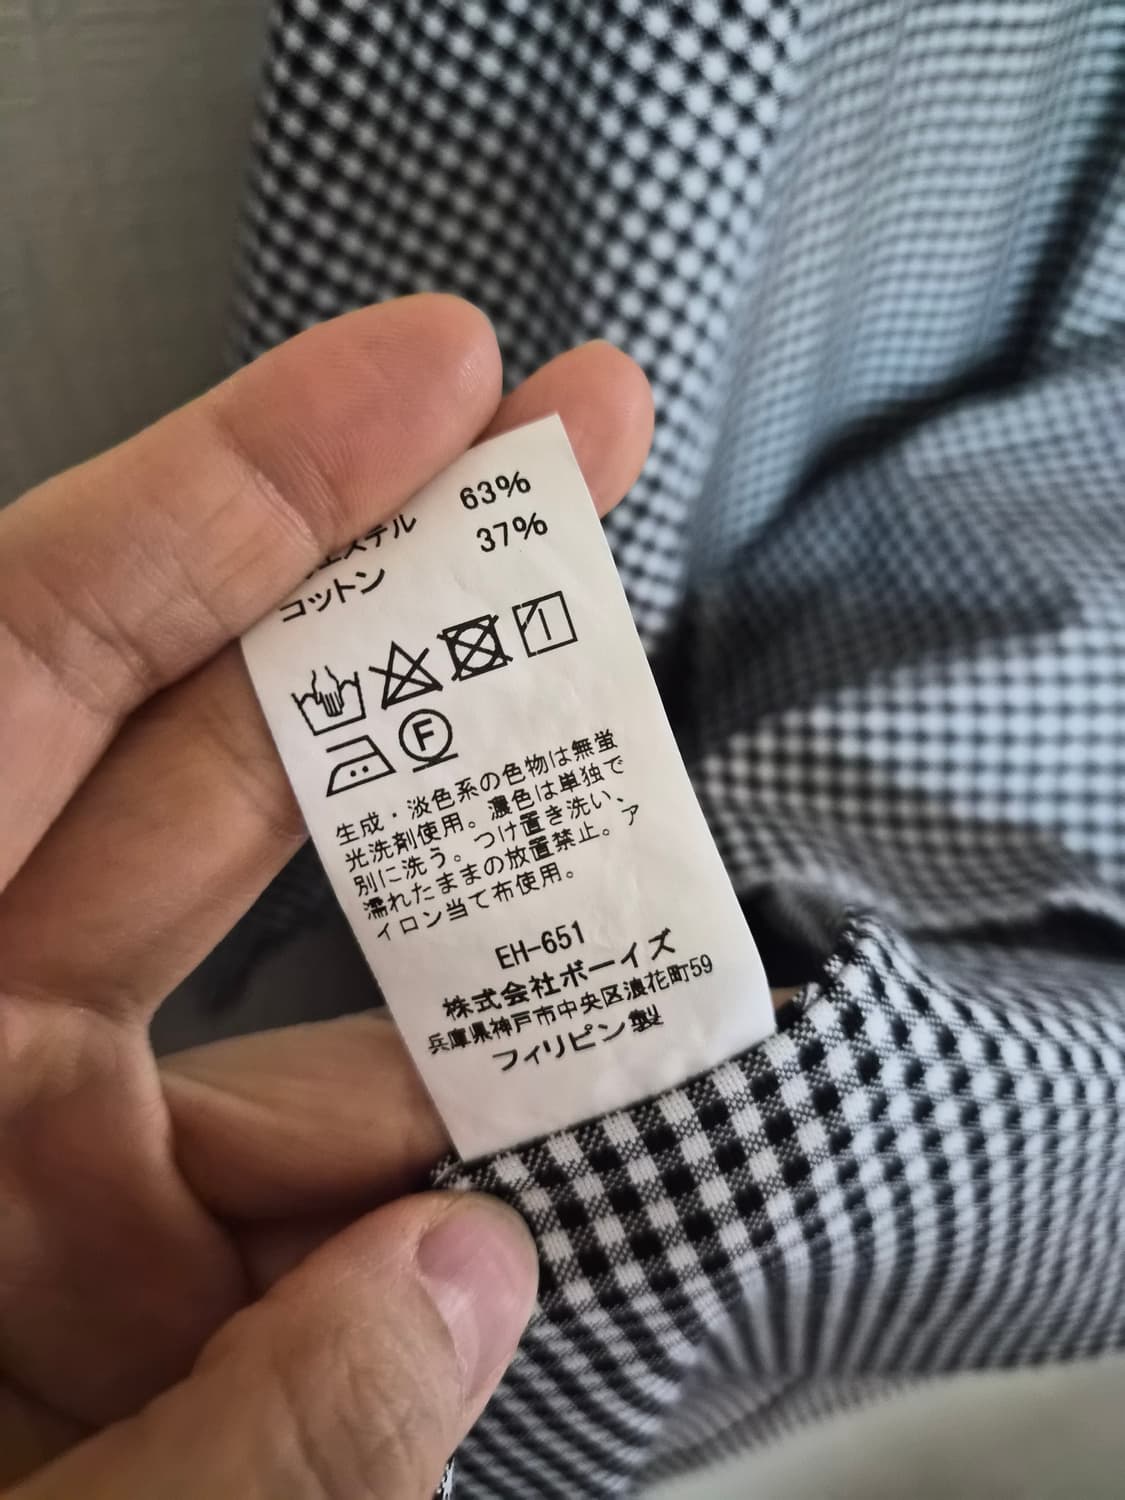 エステル 63%
コットン 37%
F
生成・淡色系の色物は無蛍
光洗剤使用。濃色は単独で
別に洗う。つけ置き洗い、
濡れたままの放置禁止。ア
イロン当て布使用。
EH-651
株式会社ボーイズ
兵庫県神戸市中央区浪花町59
フィリピン製